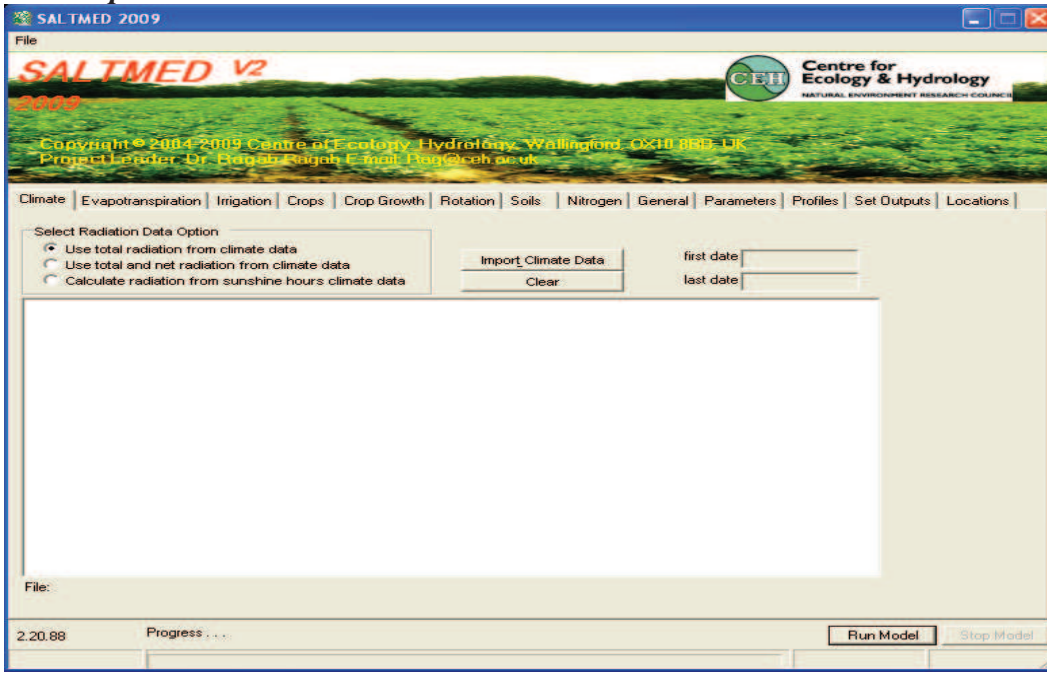 SALTMED 2009
File
SALTMED V2
2009
CEH
Centre for
Ecology & Hydrology
NATURAL ENVIRONMENT RESEARCH COUNCIL
Copyright © 2004-2009 Centre of Ecology Hydrology, Wallingford, OX10 8BD, UK
Project Leader Dr. Ragab Ragab E mail: Rag@ceh.ac.uk
Climate Evapotranspiration Irrigation Crops Crop Growth Rotation Soils Nitrogen General Parameters Profiles Set Outputs Locations
Select Radiation Data Option
Use total radiation from climate data
Use total and net radiation from climate data
Calculate radiation from sunshine hours climate data
Import Climate Data
Clear
first date
last date
File:
2.20.88 Progress . . . Run Model Stop Model